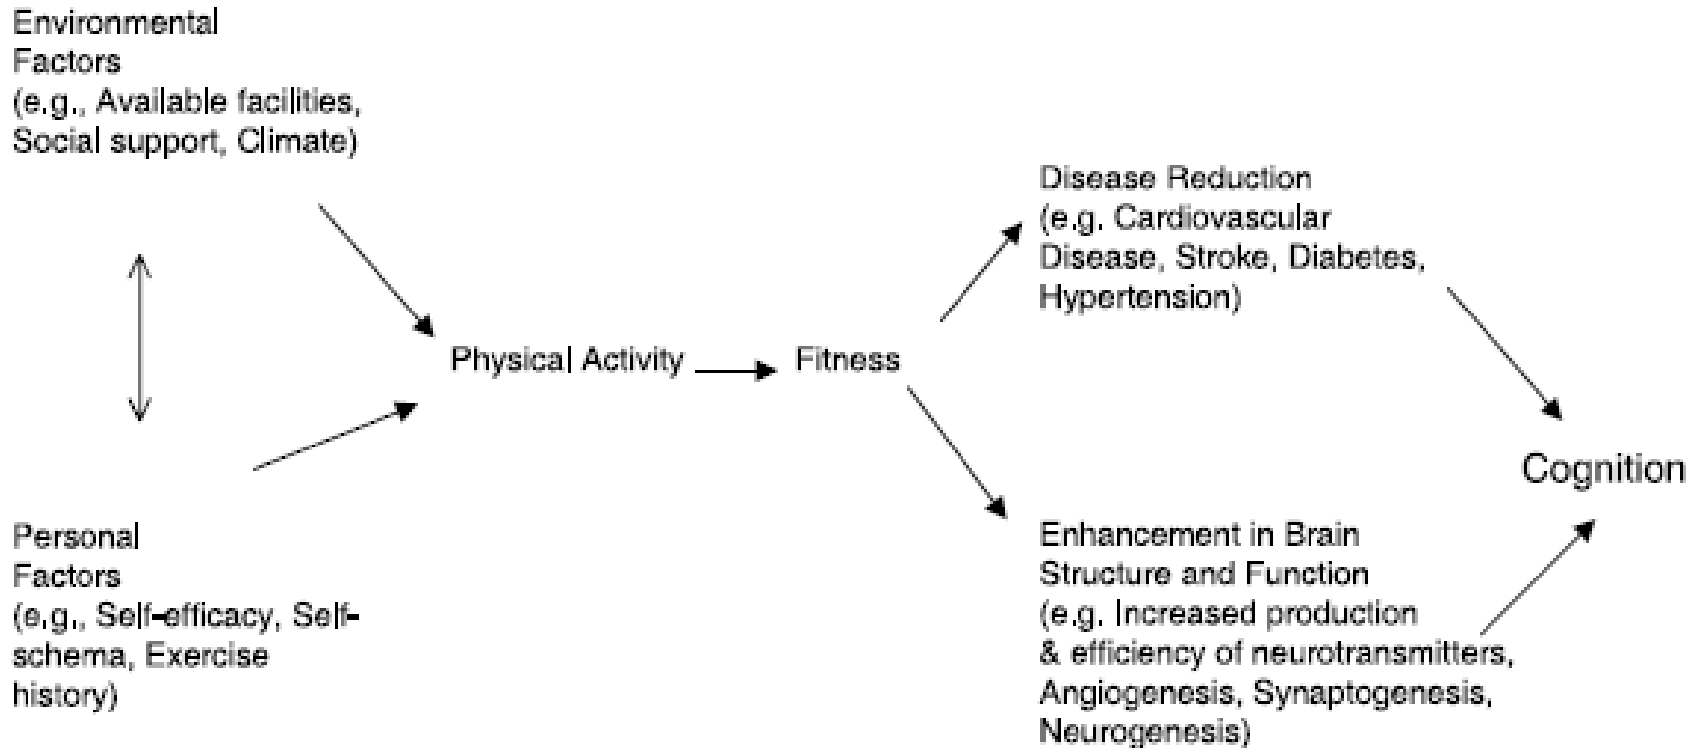 Environmental
Factors
(e.g., Available facilities,
Social support, Climate)
Disease Reduction
(e.g. Cardiovascular
Disease, Stroke, Diabetes,
Hypertension)
Physical Activity
Fitness
Cognition
Personal
Factors
(e.g., Self-efficacy, Self-
schema, Exercise
history)
Enhancement in Brain
Structure and Function
(e.g. Increased production
& efficiency of neurotransmitters,
Angiogenesis, Synaptogenesis,
Neurogenesis)